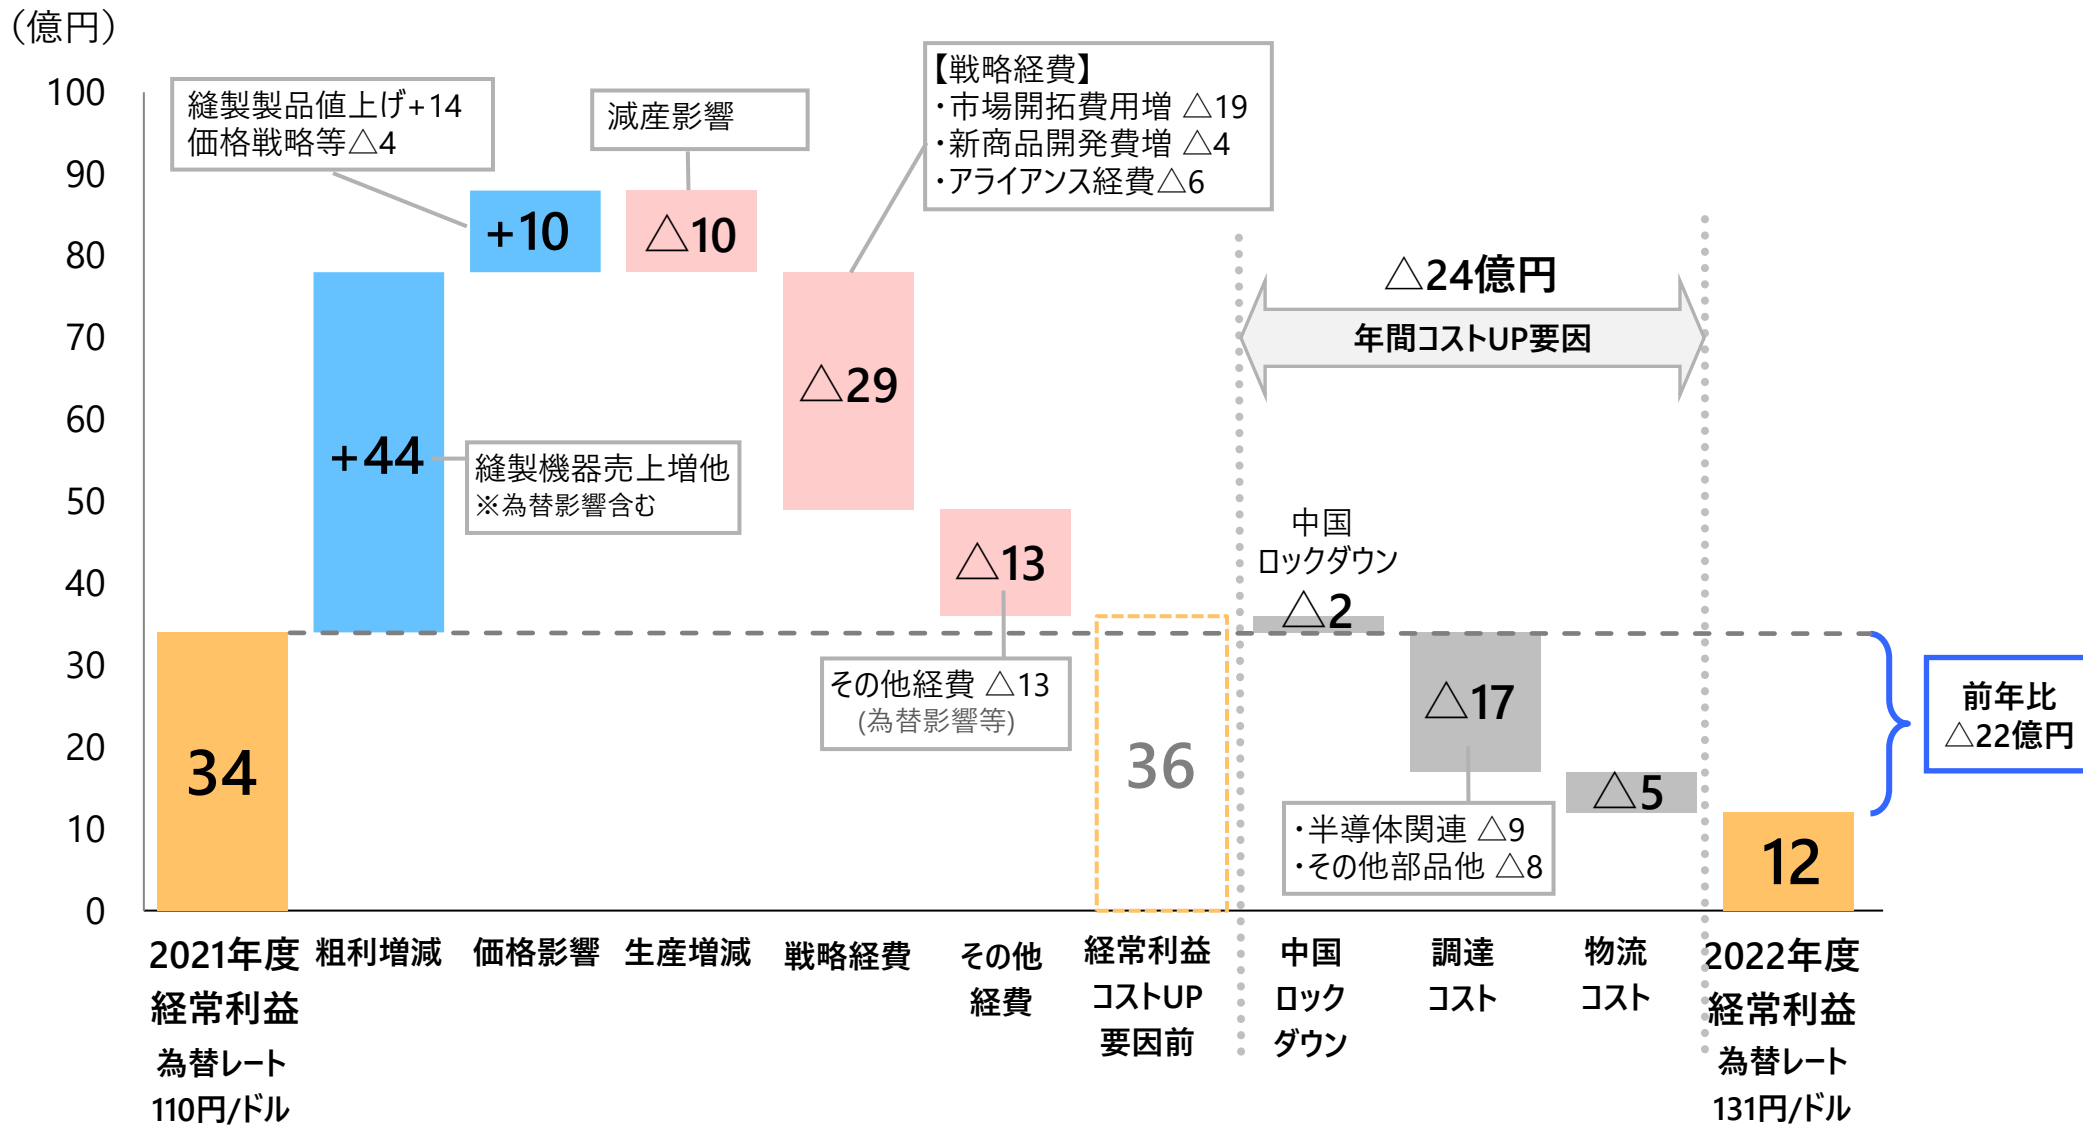 （億円）
100
90
80
70
60
50
40
30
20
10
0
縫製製品値上げ+14
価格戦略等△4
減産影響
【戦略経費】
・市場開拓費用増 △19
・新商品開発費増 △4
・アライアンス経費△6
+10
△10
△29
+44
縫製機器売上増他
※為替影響含む
△13
その他経費 △13
(為替影響等)
34
36
△24億円
年間コストUP要因
中国
ロックダウン
△2
△17
・半導体関連 △9
・その他部品他 △8
△5
12
前年比
△22億円
2021年度
経常利益
為替レート
110円/ドル
粗利増減
価格影響
生産増減
戦略経費
その他
経費
経常利益
コストUP
要因前
中国
ロック
ダウン
調達
コスト
物流
コスト
2022年度
経常利益
為替レート
131円/ドル